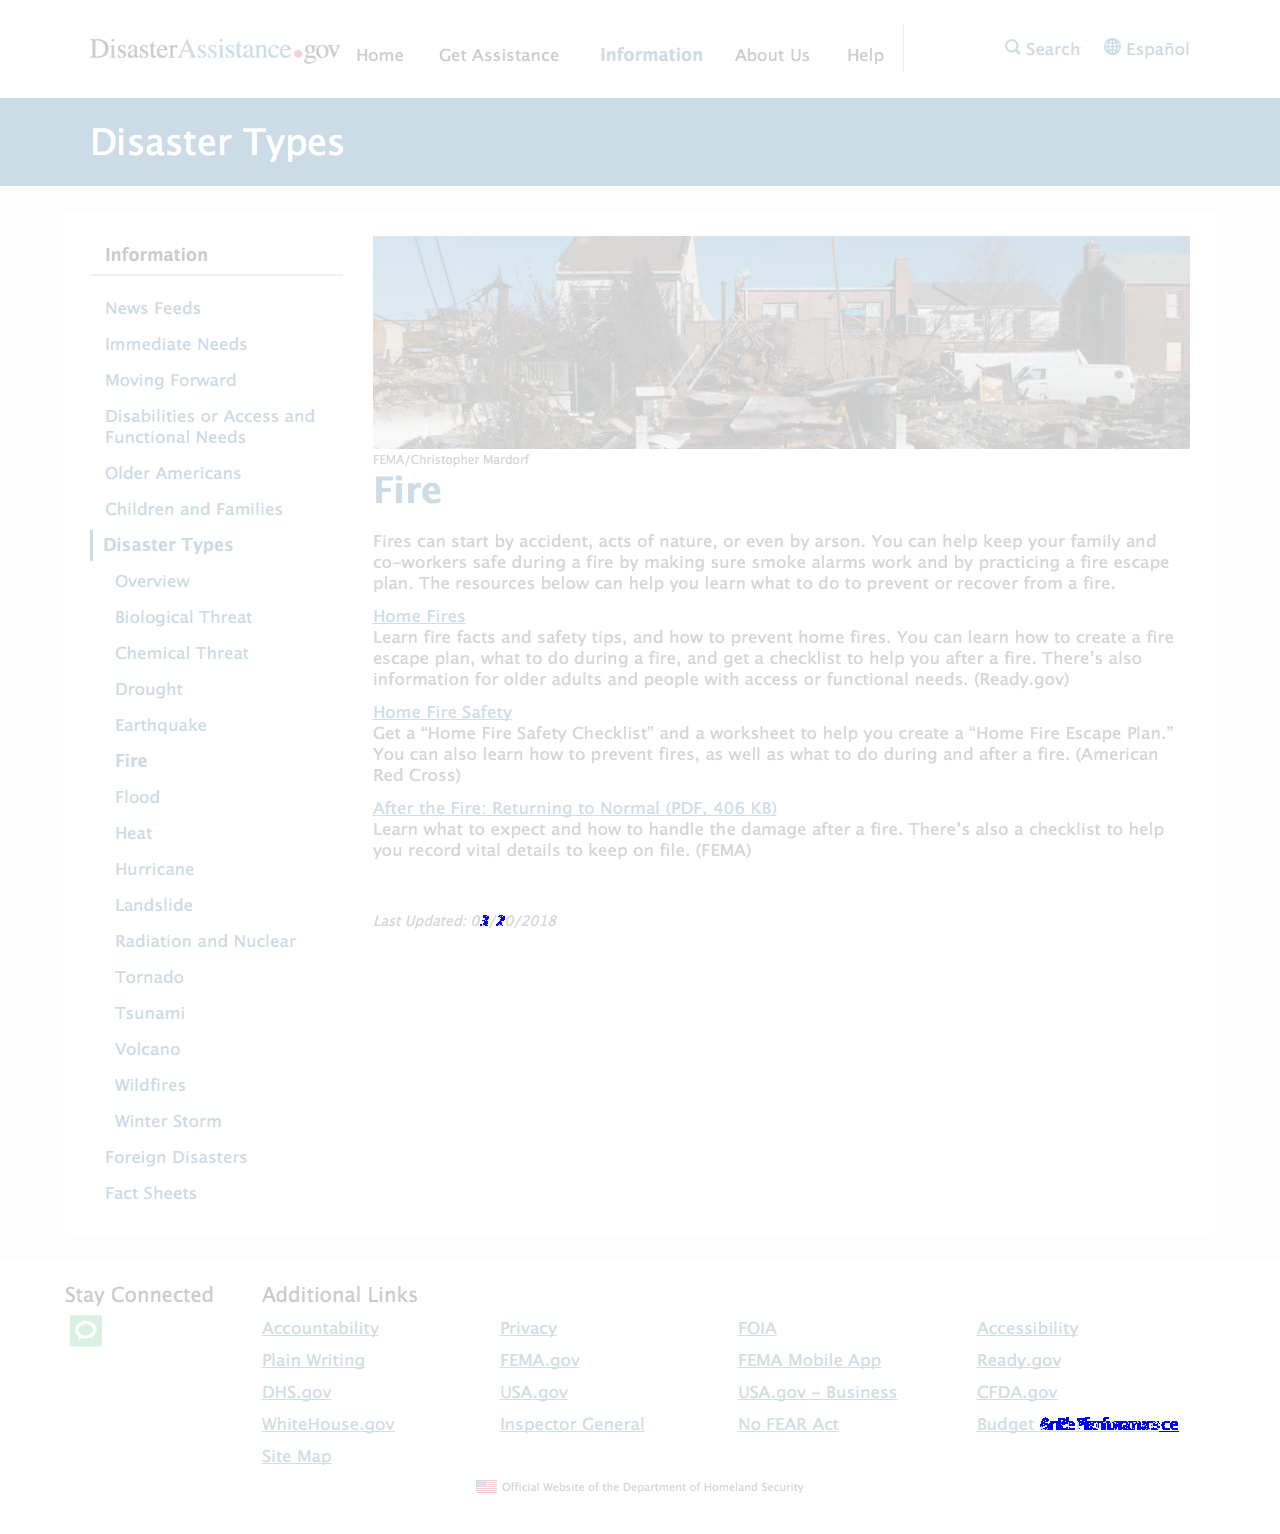 DisasterAssistance.gov
Home Get Assistance Information About Us Help Search Español
Disaster Types
Information
News Feeds
Immediate Needs
Moving Forward
Disabilities or Access and
Functional Needs
Older Americans
Children and Families
Disaster Types
Overview
Biological Threat
Chemical Threat
Drought
Earthquake
Fire
Flood
Heat
Hurricane
Landslide
Radiation and Nuclear
Tornado
Tsunami
Volcano
Wildfires
Winter Storm
Foreign Disasters
Fact Sheets
FEMA/Christopher Mardorf
Fire
Fires can start by accident, acts of nature, or even by arson. You can help keep your family and
co-workers safe during a fire by making sure smoke alarms work and by practicing a fire escape
plan. The resources below can help you learn what to do to prevent or recover from a fire.
Home Fires
Learn fire facts and safety tips, and how to prevent home fires. You can learn how to create a fire
escape plan, what to do during a fire, and get a checklist to help you after a fire. There's also
information for older adults and people with access or functional needs. (Ready.gov)
Home Fire Safety
Get a “Home Fire Safety Checklist” and a worksheet to help you create a “Home Fire Escape Plan.”
You can also learn how to prevent fires, as well as what to do during and after a fire. (American
Red Cross)
After the Fire: Returning to Normal (PDF, 406 KB)
Learn what to expect and how to handle the damage after a fire. There's also a checklist to help
you record vital details to keep on file. (FEMA)
Last Updated:
Stay Connected
Additional Links
Accountability Privacy FOIA Accessibility
Plain Writing FEMA.gov FEMA Mobile App Ready.gov
DHS.gov USA.gov USA.gov - Business CFDA.gov
WhiteHouse.gov Inspector General No FEAR Act Budget
Site Map
Official Website of the Department of Homeland Security